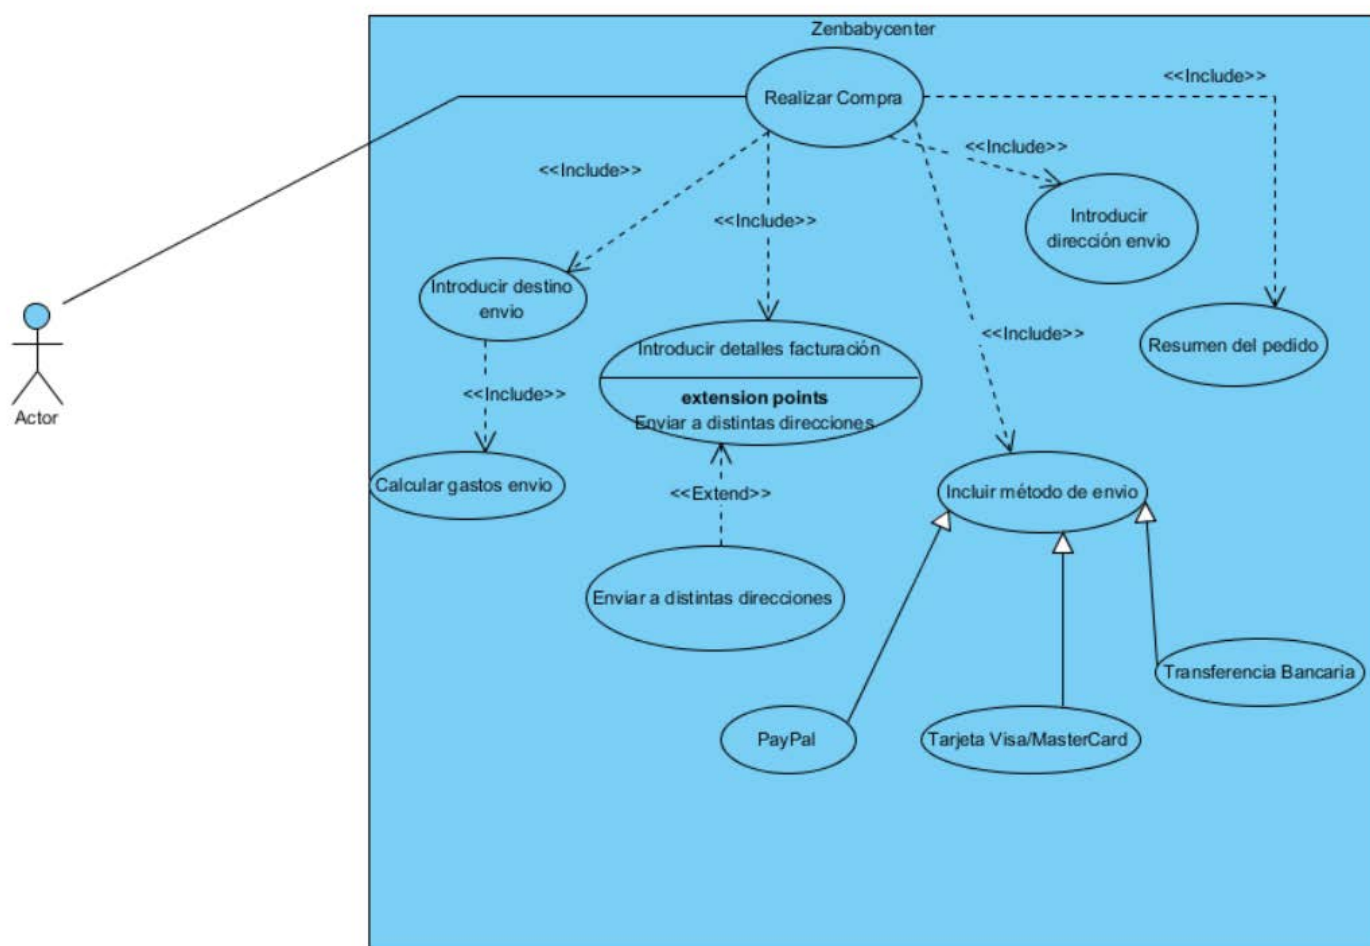 Zenbabycenter
Realizar Compra
<<Include>>
<<Include>>
<<Include>>
<<Include>>
<<Include>>
Introducir
dirección envio
Introducir destino
envio
Introducir detalles facturación
extension points
Enviar a distintas direcciones
Resumen del pedido
Actor
<<Include>>
Calcular gastos envio
<<Extend>>
Incluir método de envio
Enviar a distintas direcciones
Transferencia Bancaria
PayPal
Tarjeta Visa/MasterCard